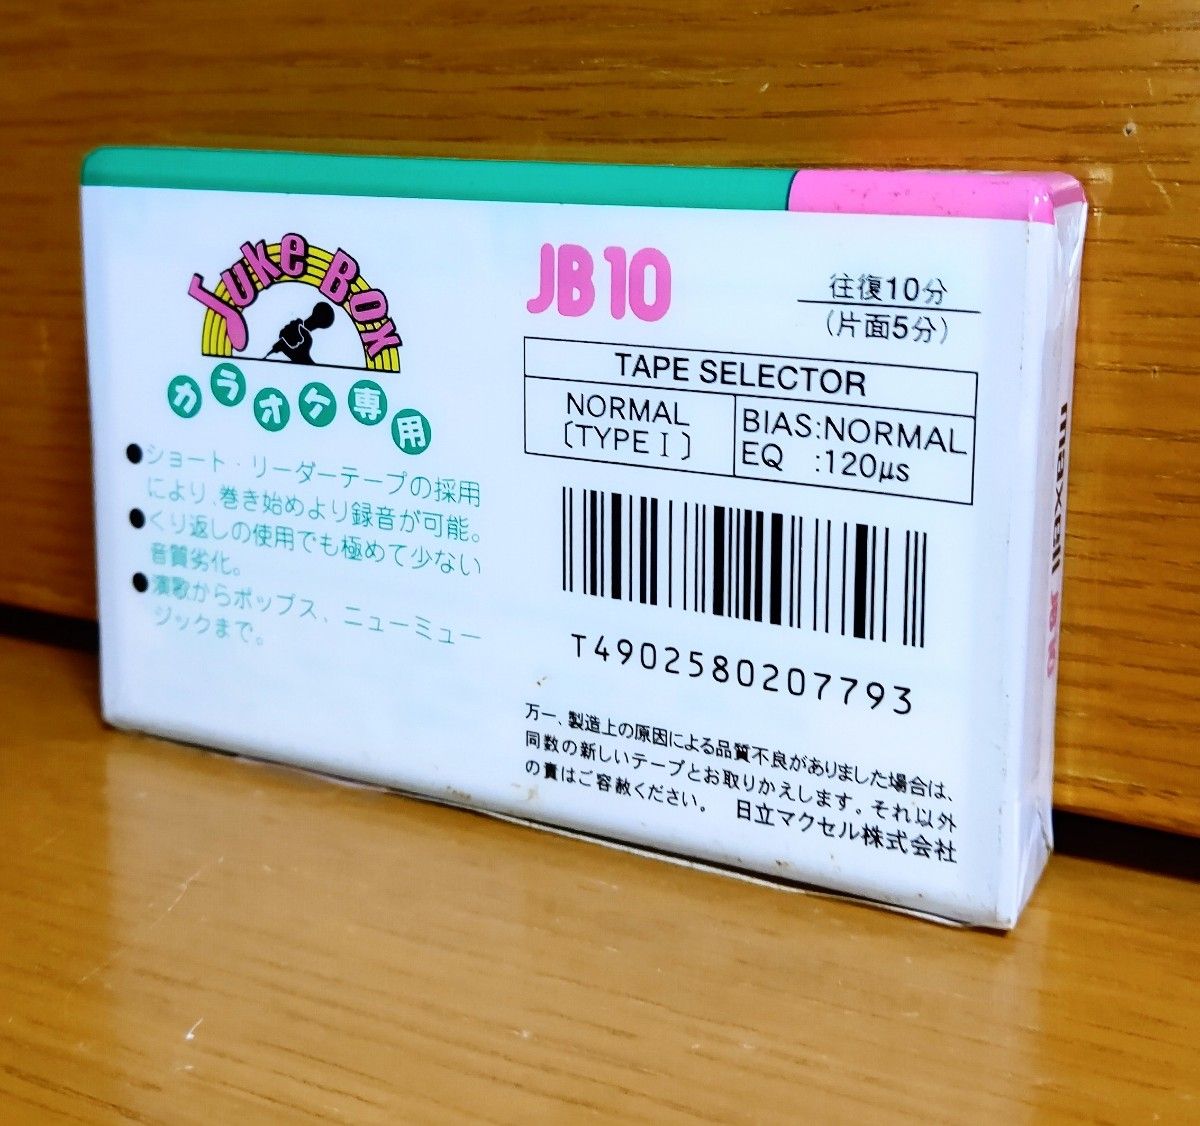 Juke Box
カラオケ専用
●ショート・リーダーテープの採用
により、巻き始めより録音が可能。
●くり返しの使用でも極めて少ない
音質劣化。
●演歌からポップス、ニューミュー
ジックまで。
JB10
往復10分
(片面5分)
TAPE SELECTOR
NORMAL
〔TYPE I〕
BIAS:NORMAL
EQ :120μs
T4902580207793
万一、製造上の原因による品質不良がありました場合は、
同数の新しいテープとお取りかえします。それ以外
の責はご容赦ください。 日立マクセル株式会社
maxell JB10